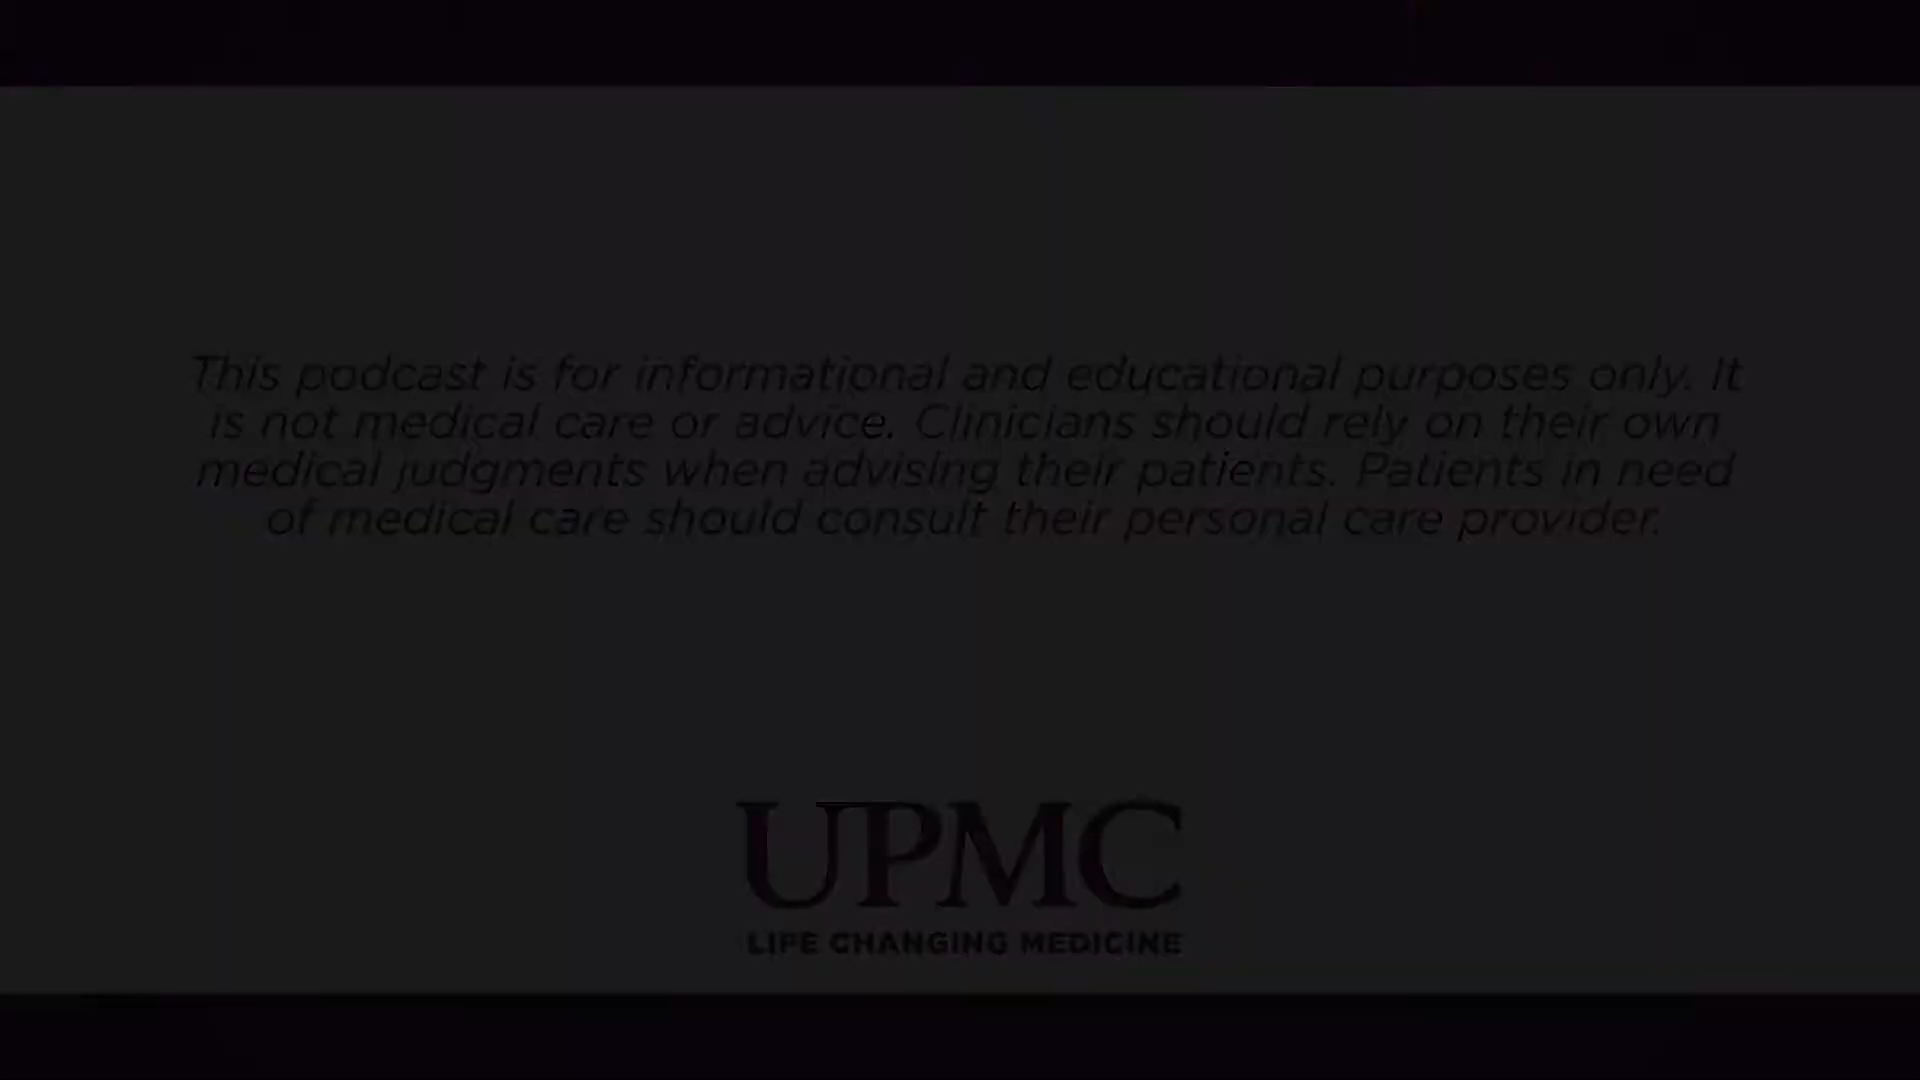 This podcast is for informational and educational purposes only. It
is not medical care or advice. Clinicians should rely on their own
medical judgments when advising their patients. Patients in need
of medical care should consult their personal care provider.
UPMC
LIFE CHANGING MEDICINE